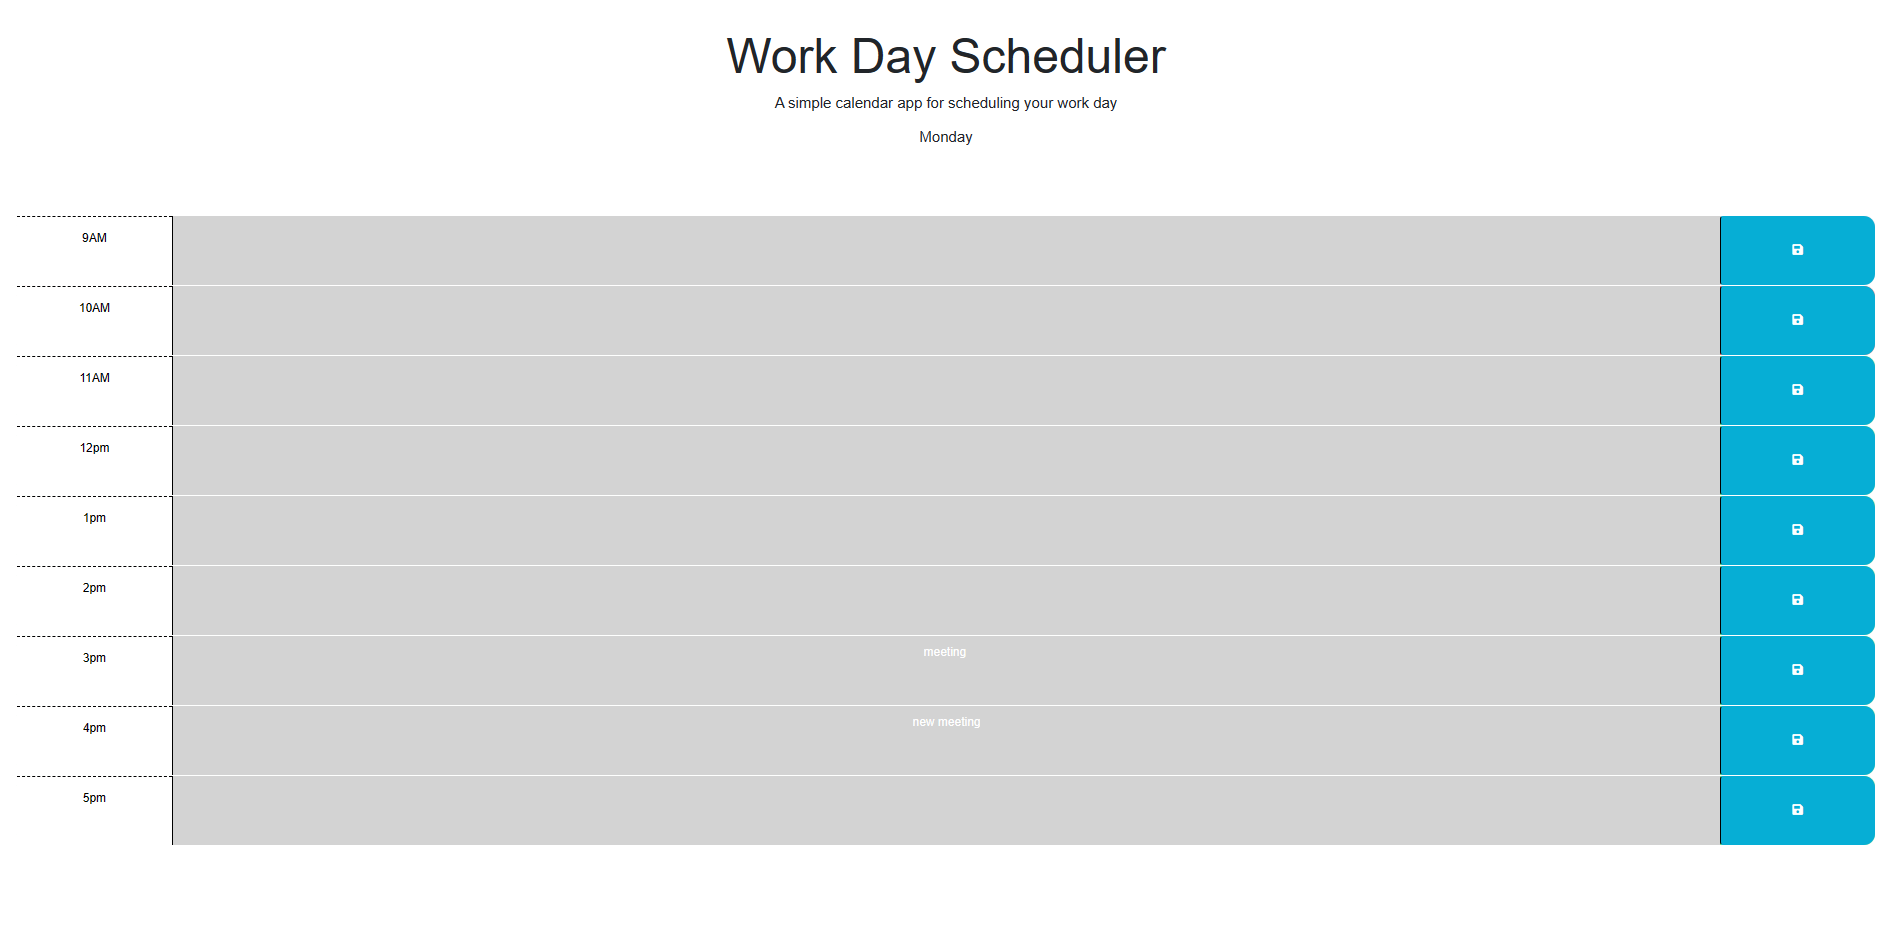 Work Day Scheduler
A simple calendar app for scheduling your work day
Monday
9AM
10AM
11AM
12pm
1pm
2pm
3pm meeting
4pm new meeting
5pm